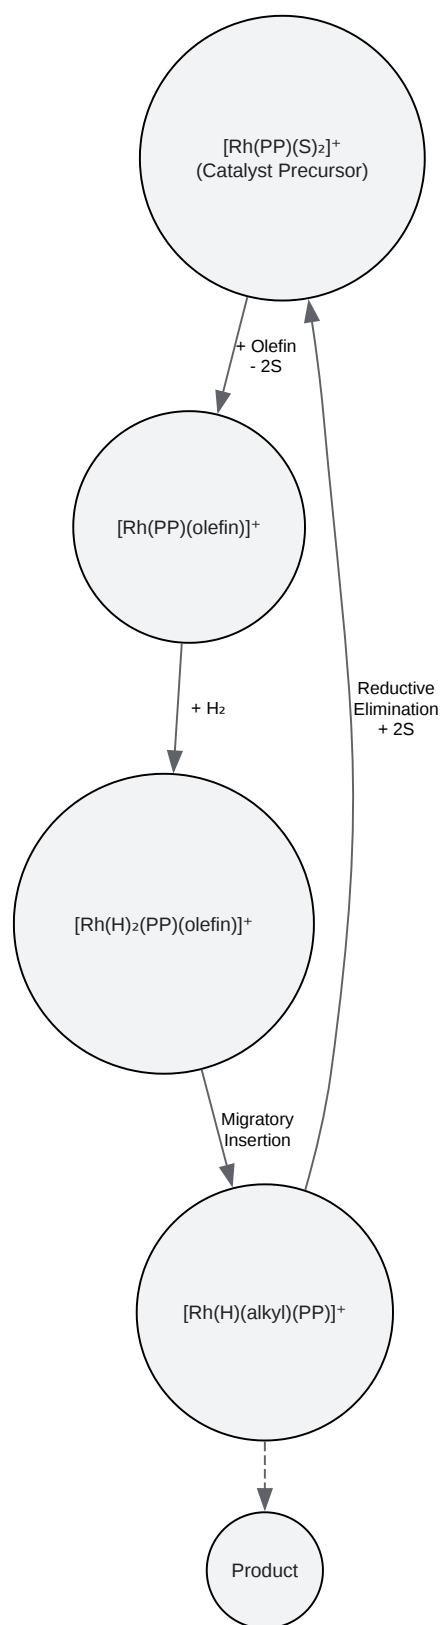 [Rh(PP)(S)₂]⁺
(Catalyst Precursor)
+ Olefin
- 2S
[Rh(PP)(olefin)]⁺
+ H₂
Reductive
Elimination
+ 2S
[Rh(H)₂(PP)(olefin)]⁺
Migratory
Insertion
[Rh(H)(alkyl)(PP)]⁺
Product